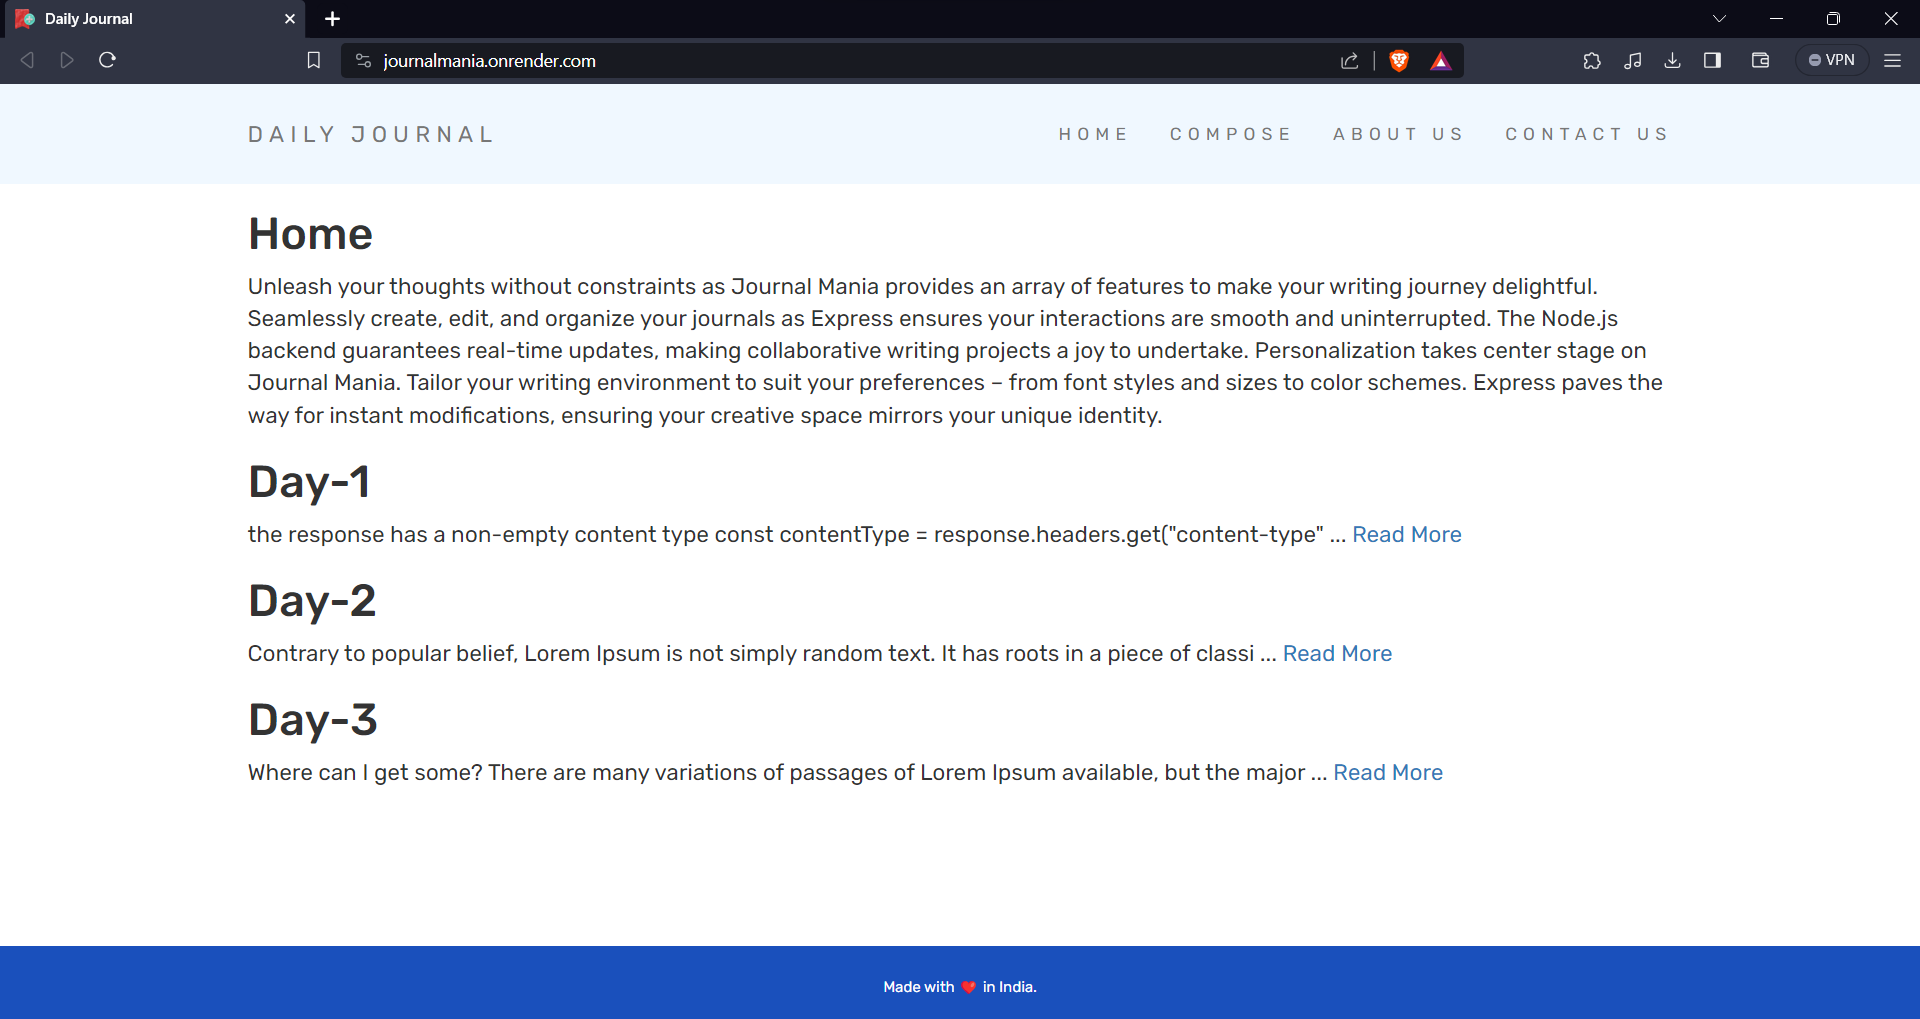 Daily Journal
journalmania.onrender.com
VPN
DAILY JOURNAL
HOME COMPOSE ABOUT US CONTACT US
Home
Unleash your thoughts without constraints as Journal Mania provides an array of features to make your writing journey delightful.
Seamlessly create, edit, and organize your journals as Express ensures your interactions are smooth and uninterrupted. The Node.js
backend guarantees real-time updates, making collaborative writing projects a joy to undertake. Personalization takes center stage on
Journal Mania. Tailor your writing environment to suit your preferences – from font styles and sizes to color schemes. Express paves the
way for instant modifications, ensuring your creative space mirrors your unique identity.
Day-1
the response has a non-empty content type const contentType = response.headers.get("content-type" ... Read More
Day-2
Contrary to popular belief, Lorem Ipsum is not simply random text. It has roots in a piece of classi ... Read More
Day-3
Where can I get some? There are many variations of passages of Lorem Ipsum available, but the major ... Read More
Made with ❤️ in India.